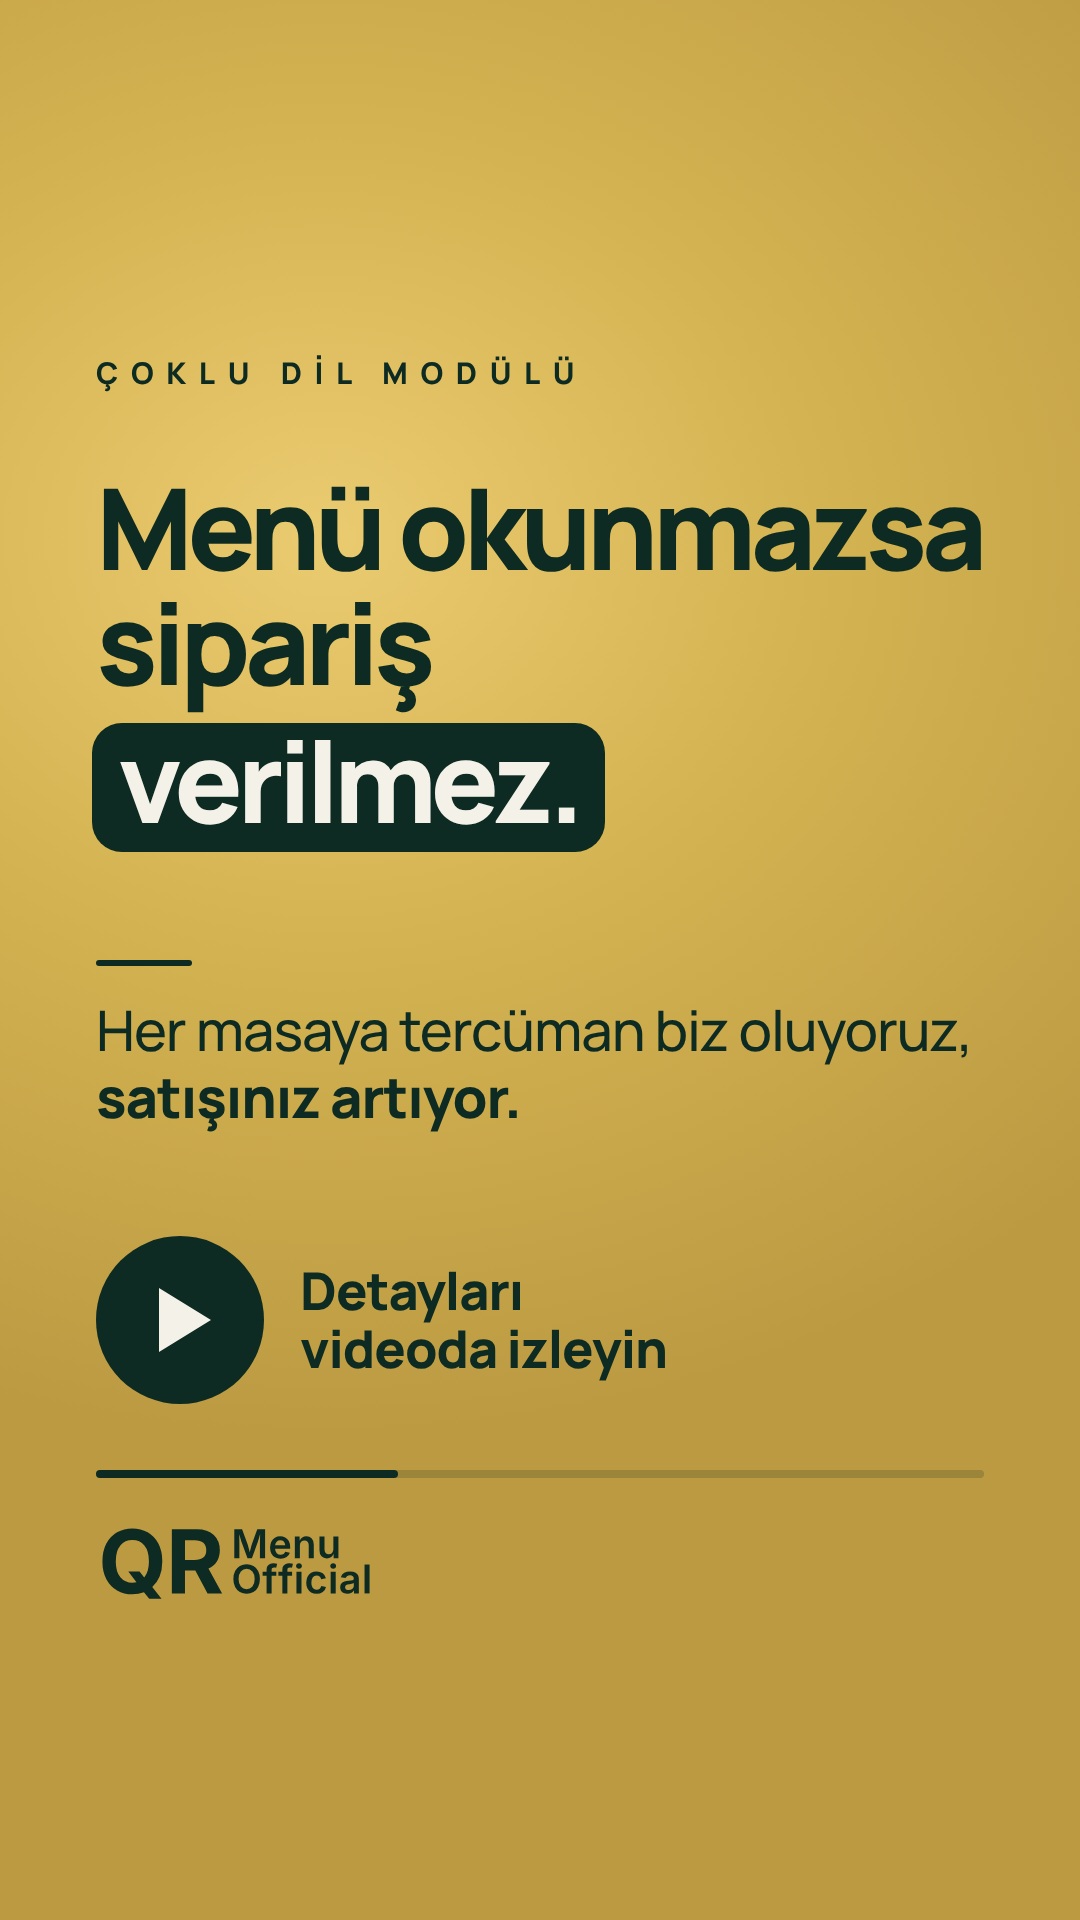 ÇOKLU DİL MODÜLÜ
Menü okunmazsa
sipariş
verilmez.
Her masaya tercüman biz oluyoruz,
satışınız artıyor.
Detayları
videoda izleyin
QR Menu
Official